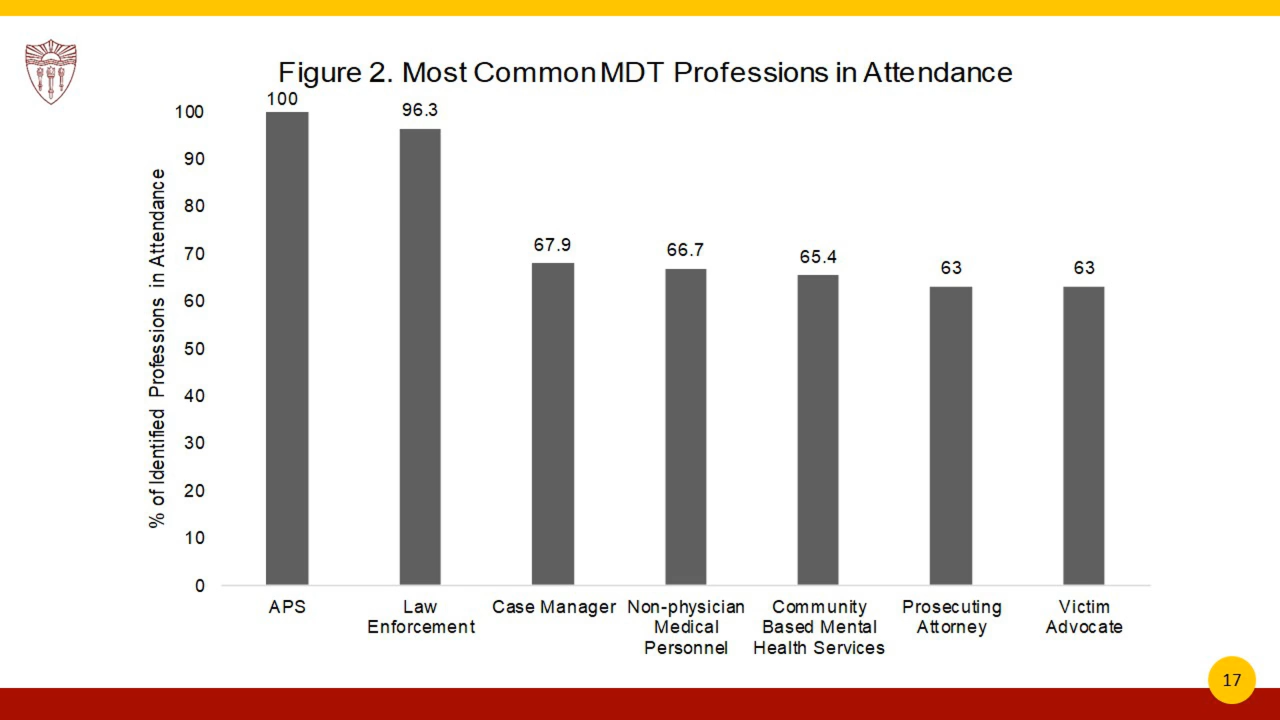 Figure 2. Most Common MDT Professions in Attendance
% of Identified Professions in Attendance
100
90
80
70
60
50
40
30
20
10
0
100
96.3
67.9
66.7
65.4
63
63
APS
Law
Enforcement
Case Manager
Non-physician
Medical
Personnel
Community
Based Mental
Health Services
Prosecuting
Attorney
Victim
Advocate
17